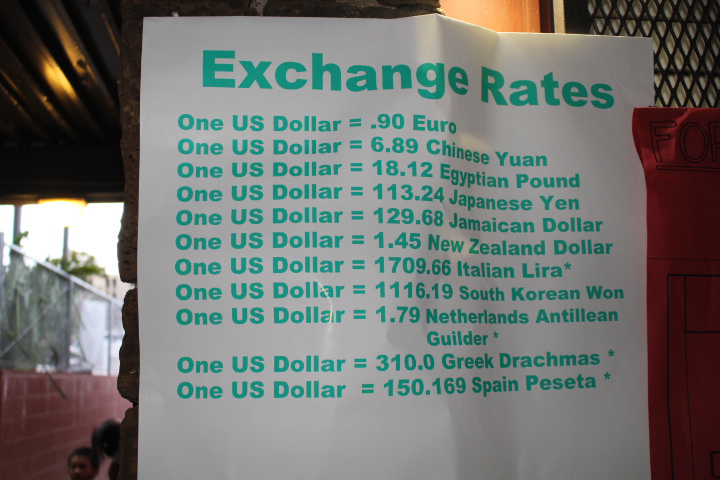 Exchange Rates
One US Dollar = .90 Euro
One US Dollar = 6.89 Chinese Yuan
One US Dollar = 18.12 Egyptian Pound
One US Dollar = 113.24 Japanese Yen
One US Dollar = 129.68 Jamaican Dollar
One US Dollar = 1.45 New Zealand Dollar
One US Dollar = 1709.66 Italian Lira*
One US Dollar = 1116.19 South Korean Won
One US Dollar = 1.79 Netherlands Antillean
Guilder *
One US Dollar = 310.0 Greek Drachmas *
One US Dollar = 150.169 Spain Peseta *